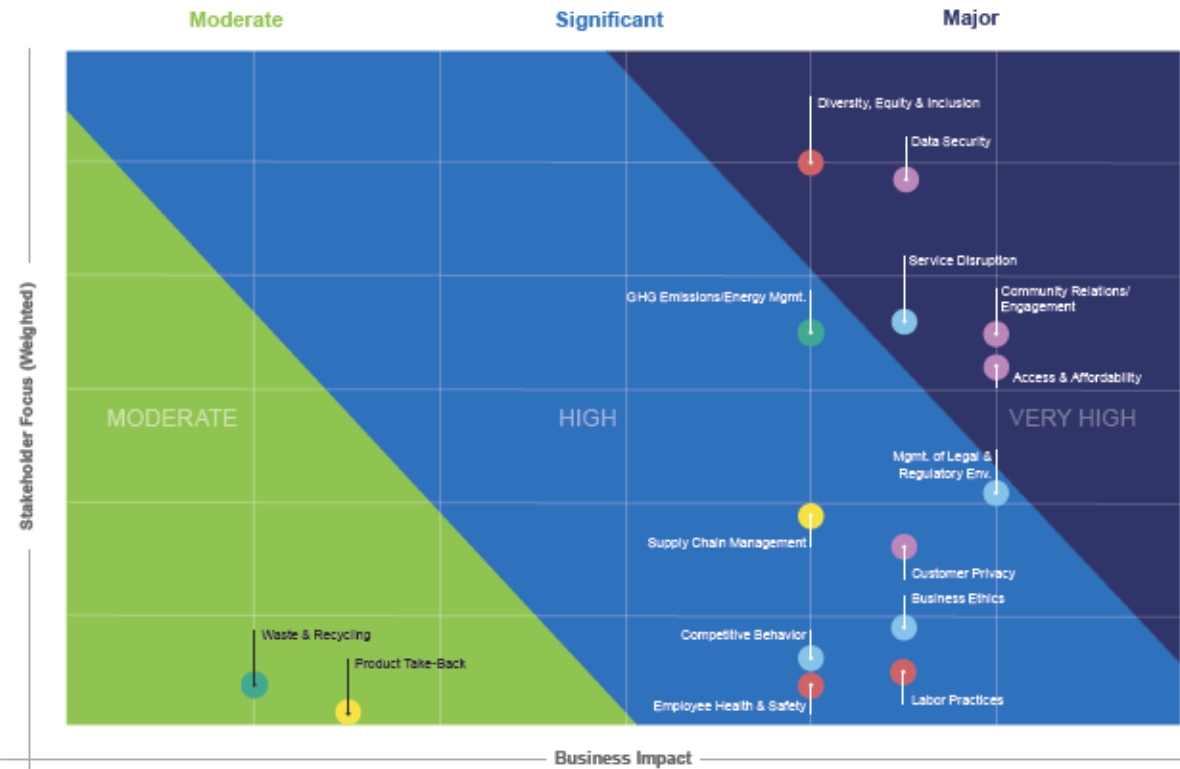 Moderate Significant Major
Diversity, Equity & Inclusion
Data Security
Service Disruption
GHG Emissions/Energy Mgmt.
Community Relations/
Engagement
Access & Affordability
MODERATE HIGH VERY HIGH
Mgmt. of Legal &
Regulatory Env.
Supply Chain Management
Customer Privacy
Business Ethics
Competitive Behavior
Waste & Recycling
Product Take-Back
Employee Health & Safety
Labor Practices
Stakeholder Focus (Weighted)
Business Impact